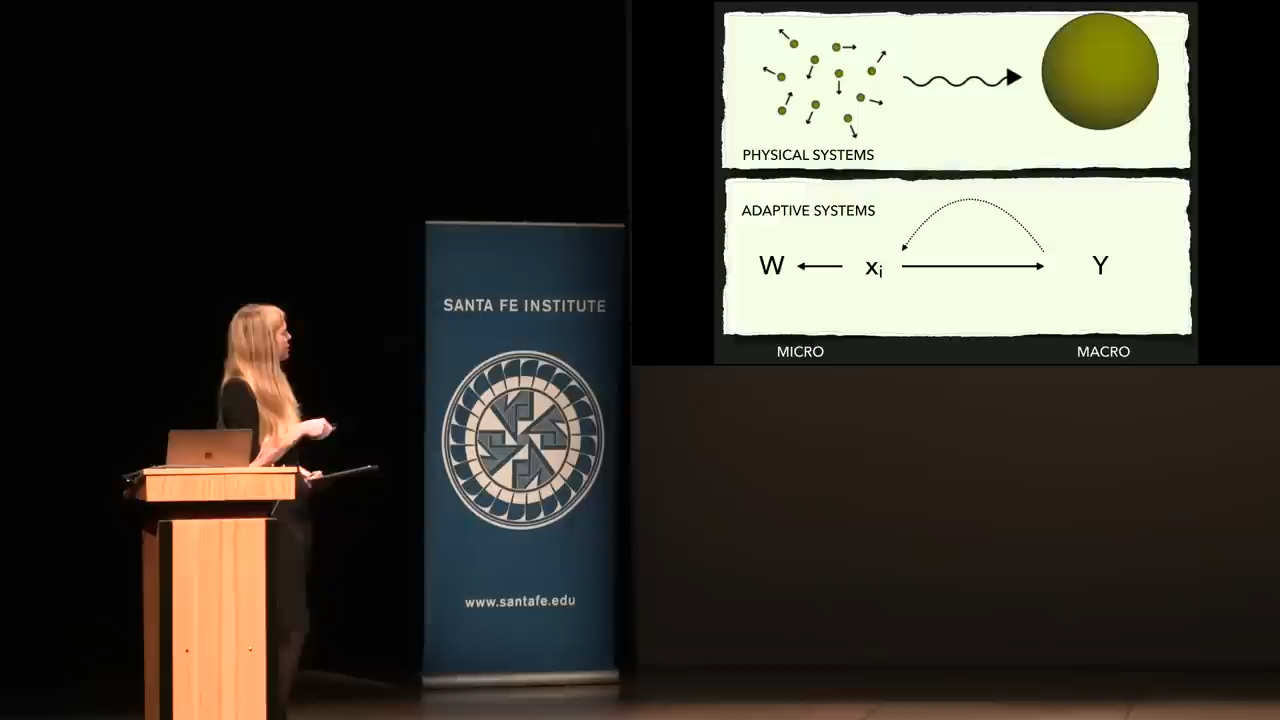 PHYSICAL SYSTEMS
ADAPTIVE SYSTEMS
W xi Y
MICRO MACRO
SANTA FE INSTITUTE
www.santafe.edu